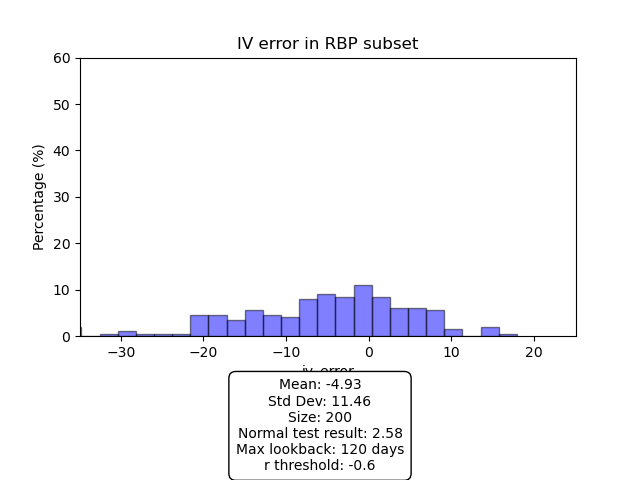 IV error in RBP subset
60
50
40
30
20
10
0
Percentage (%)
−30
−20
−10
0
10
20
iv_error
Mean: -4.93
Std Dev: 11.46
Size: 200
Normal test result: 2.58
Max lookback: 120 days
r threshold: -0.6